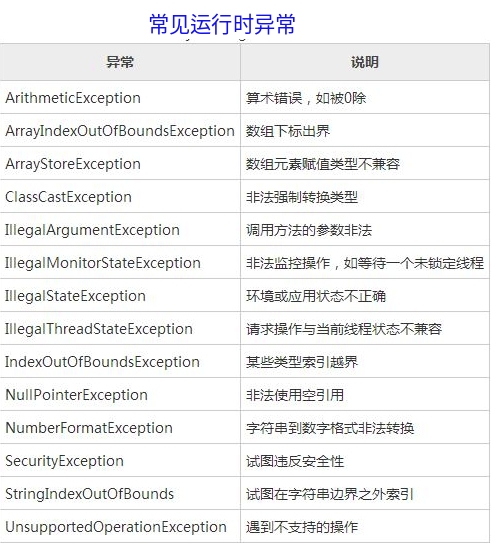 常见运行时异常
异常 说明
ArithmeticException 算术错误，如被0除
ArrayIndexOutOfBoundsException 数组下标出界
ArrayStoreException 数组元素赋值类型不兼容
ClassCastException 非法强制转换类型
IllegalArgumentException 调用方法的参数非法
IllegalMonitorStateException 非法监控操作，如等待一个未锁定线程
IllegalStateException 环境或应用状态不正确
IllegalThreadStateException 请求操作与当前线程状态不兼容
IndexOutOfBoundsException 某些类型索引越界
NullPointerException 非法使用空引用
NumberFormatException 字符串到数字格式非法转换
SecurityException 试图违反安全性
StringIndexOutOfBounds 试图在字符串边界之外索引
UnsupportedOperationException 遇到不支持的操作